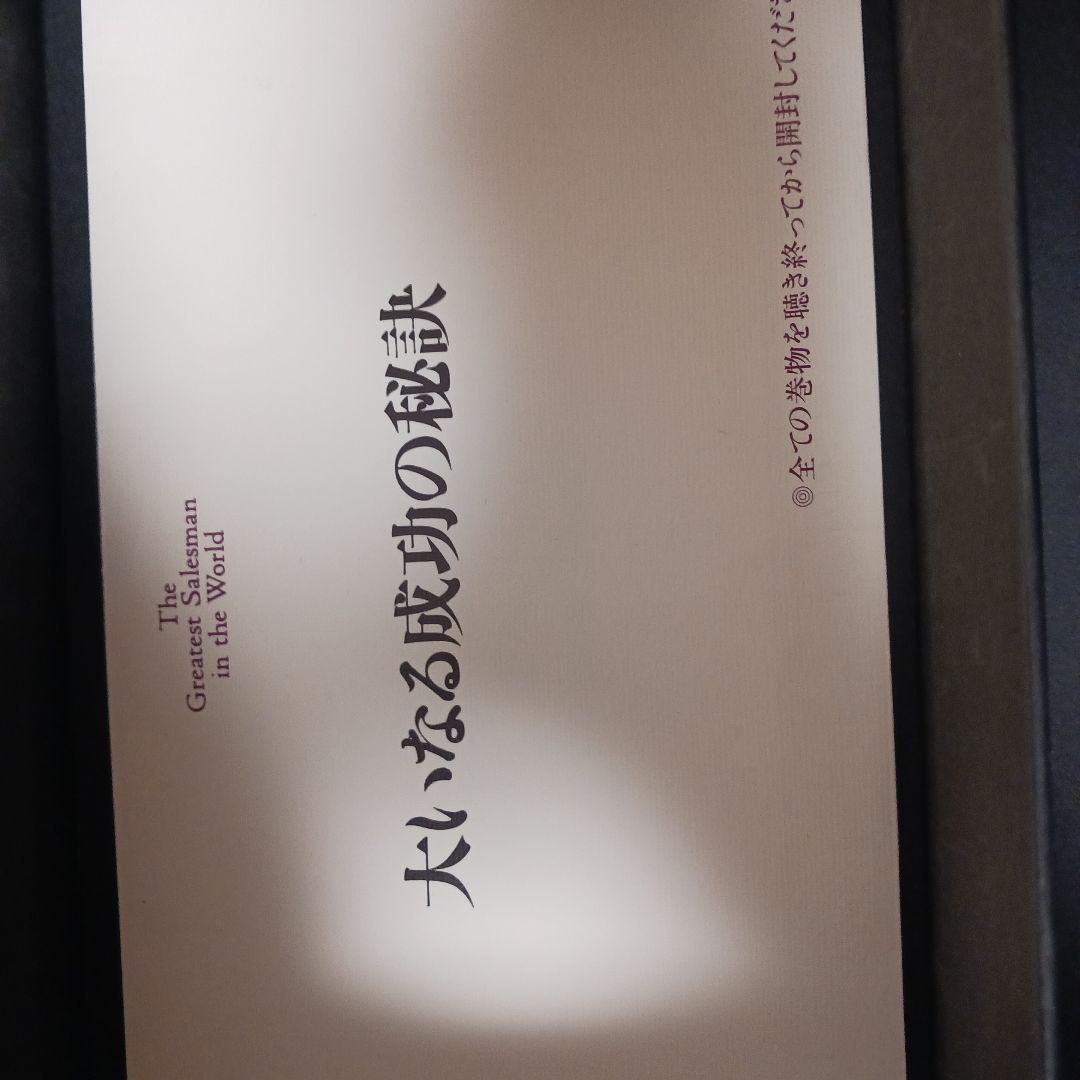 The
Greatest Salesman
in the World
大いなる成功の秘訣
◎全ての巻物を聴き終ってから開封してくだ